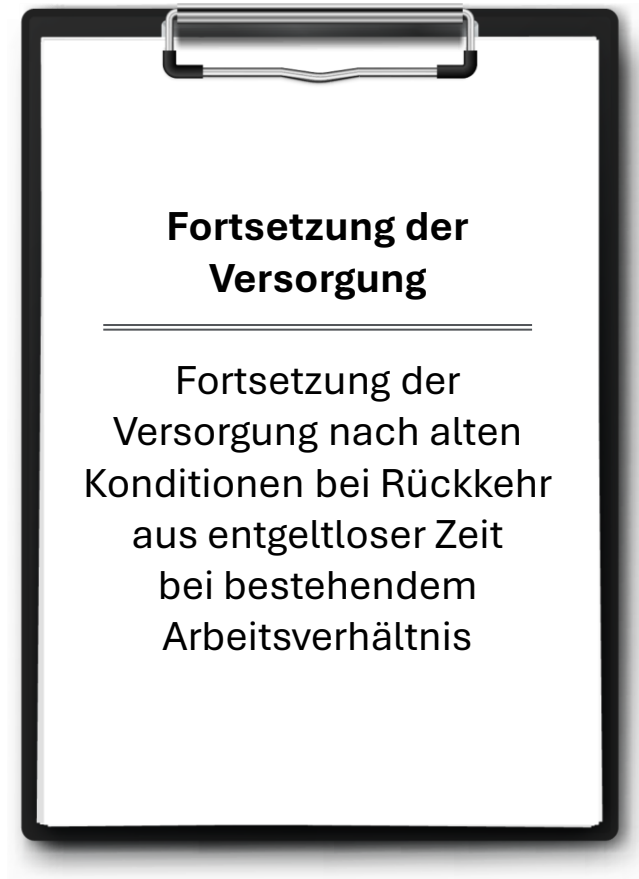 Fortsetzung der
Versorgung
Fortsetzung der
Versorgung nach alten
Konditionen bei Rückkehr
aus entgeltloser Zeit
bei bestehendem
Arbeitsverhältnis